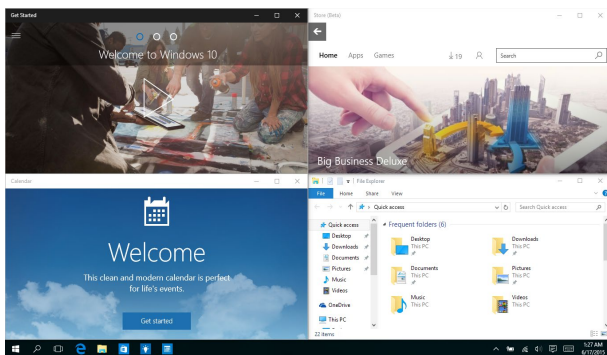 Get Started
Welcome to Windows 10
Store (Beta)
Home Apps Games
19
Search
Big Business Deluxe
Calendar
Welcome
This clean and modern calendar is perfect
for life's events.
Get started
File Explorer
File Home Share View
Quick access
Search Quick access
Quick access
Desktop
Downloads
Documents
Pictures
Music
Videos
OneDrive
This PC
Frequent folders (6)
Desktop
This PC
Downloads
This PC
Documents
This PC
Pictures
This PC
Music
This PC
Videos
This PC
22 items
1:27 AM
6/17/2015